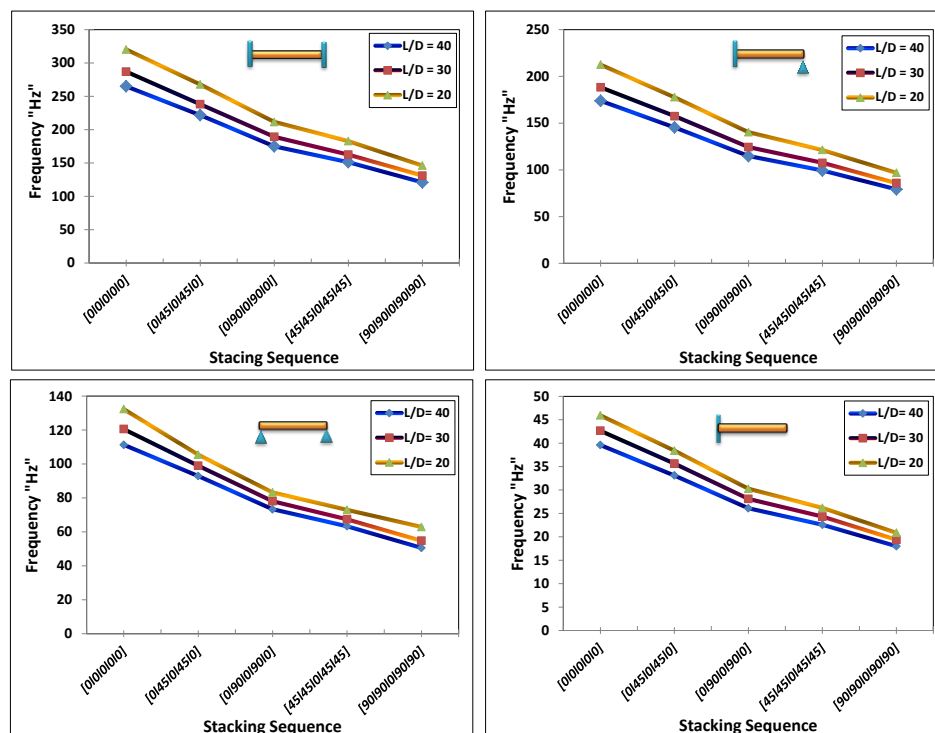 350
300
250
200
150
100
50
0
Frequency "Hz"
L/D = 40
L/D = 30
L/D = 20
[0|0|0|0|0]
[0|45|0|45|0]
[0|90|0|90|0]
[45|45|0|45|45]
[90|90|0|90|90]
Stacing Sequence
250
200
150
100
50
0
Frequency "Hz"
L/D = 40
L/D = 30
L/D = 20
[0|0|0|0|0]
[0|45|0|45|0]
[0|90|0|90|0]
[45|45|0|45|45]
[90|90|0|90|90]
Stacking Sequence
140
120
100
80
60
40
20
0
Frequency "Hz"
L/D= 40
L/D= 30
L/D= 20
[0|0|0|0|0]
[0|45|0|45|0]
[0|90|0|90|0]
[45|45|0|45|45]
[90|90|0|90|90]
Stacking Sequence
50
45
40
35
30
25
20
15
10
5
0
Frequency "Hz"
L/D= 40
L/D= 30
L/D= 20
[0|0|0|0|0]
[0|45|0|45|0]
[0|90|0|90|0]
[45|45|0|45|45]
[90|90|0|90|90]
Stacking Sequence